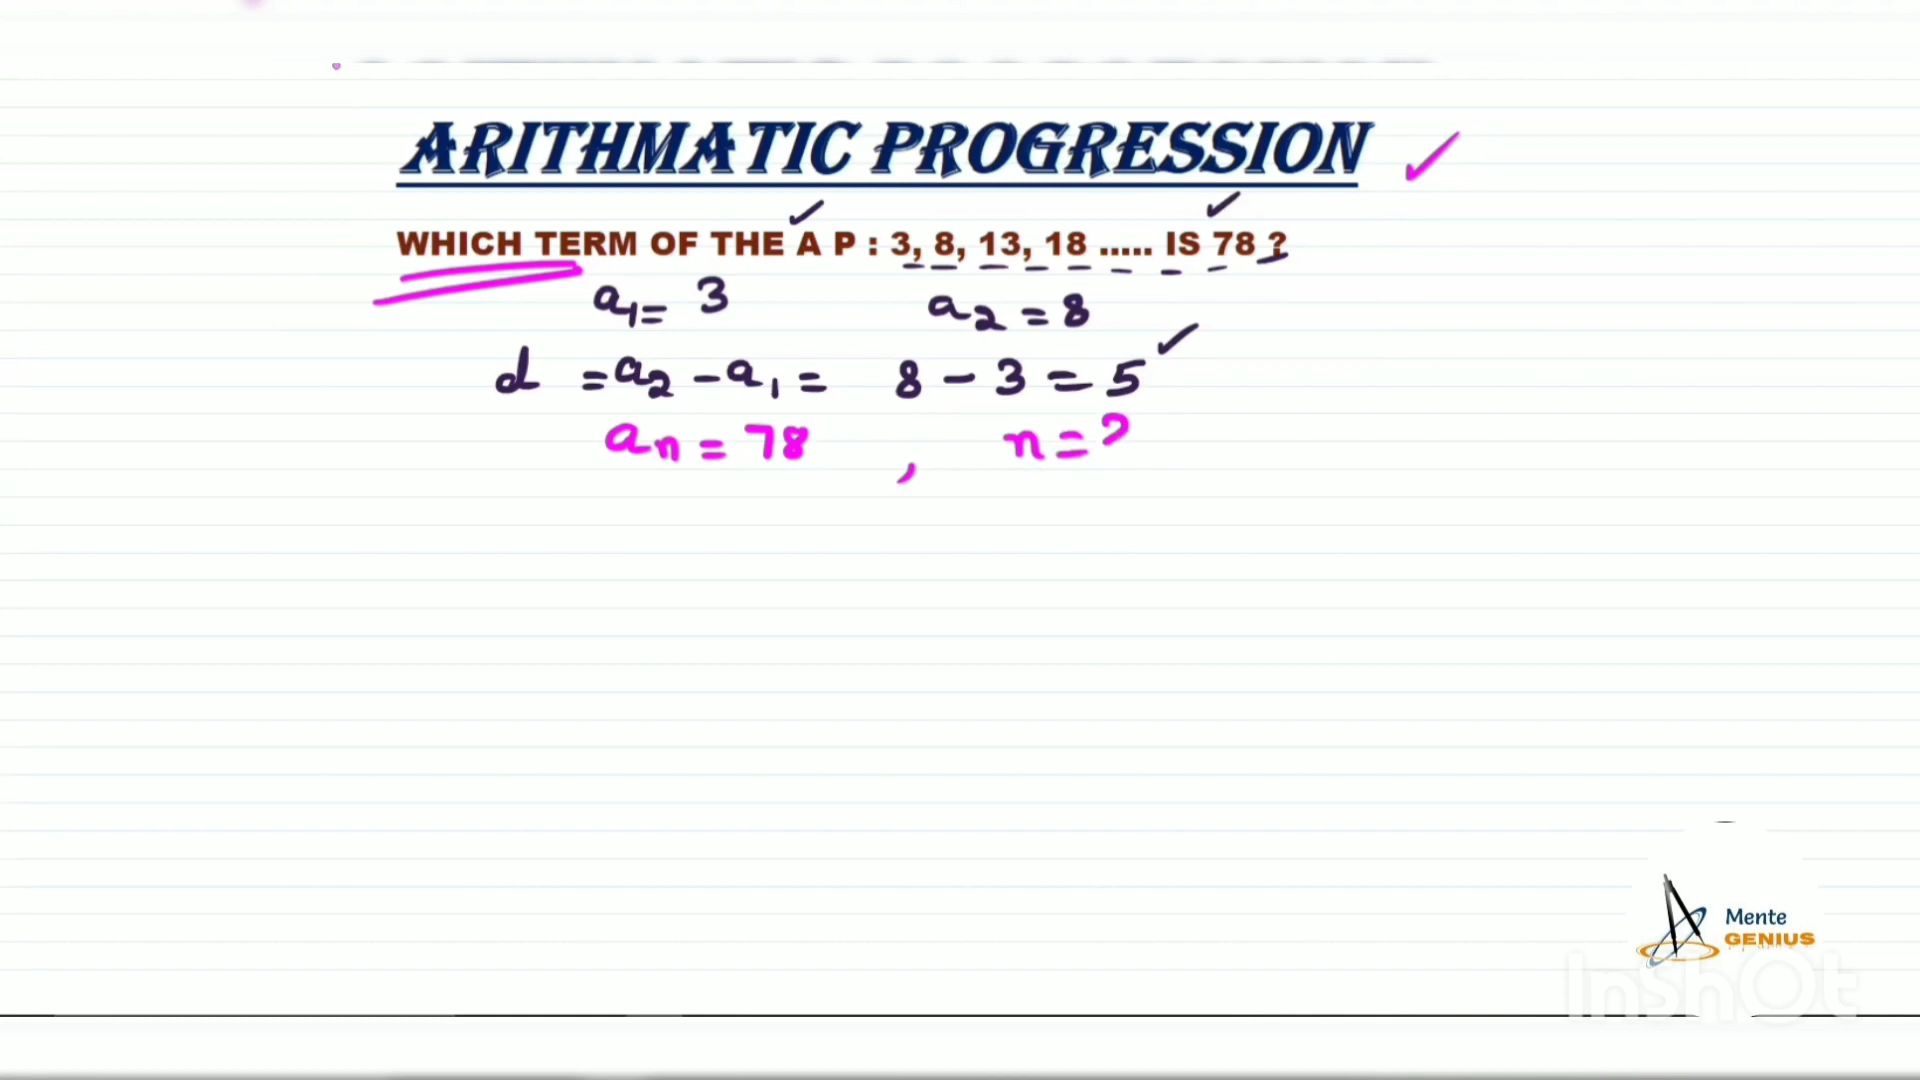 ARITHMATIC PROGRESSION
WHICH TERM OF THE A P : 3, 8, 13, 18 ..... IS 78 ?
a₁ = 3 a₂ = 8
d = a₂ - a₁ = 8 - 3 = 5
aₙ = 78 , n = ?
Mente
GENIUS
InShOt